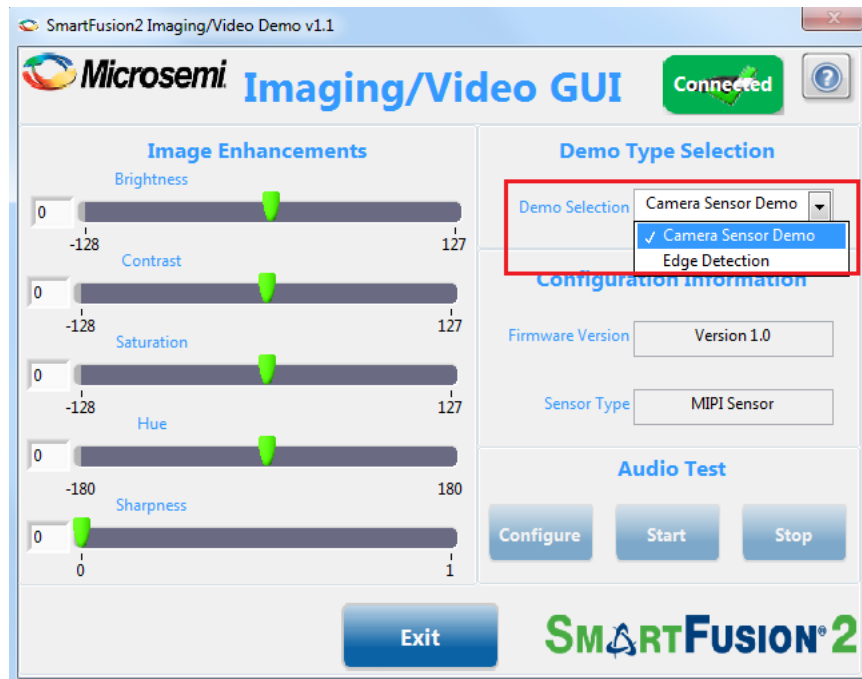 SmartFusion2 Imaging/Video Demo v1.1
Microsemi
Imaging/Video GUI
Connected
Image Enhancements
Brightness
0
-128
127
Contrast
0
-128
127
Saturation
0
-128
127
Hue
0
-180
180
Sharpness
0
0
1
Demo Type Selection
Demo Selection
Camera Sensor Demo
✓ Camera Sensor Demo
Edge Detection
Configuration Information
Firmware Version
Version 1.0
Sensor Type
MIPI Sensor
Audio Test
Configure
Start
Stop
Exit
SMARTFUSION®2